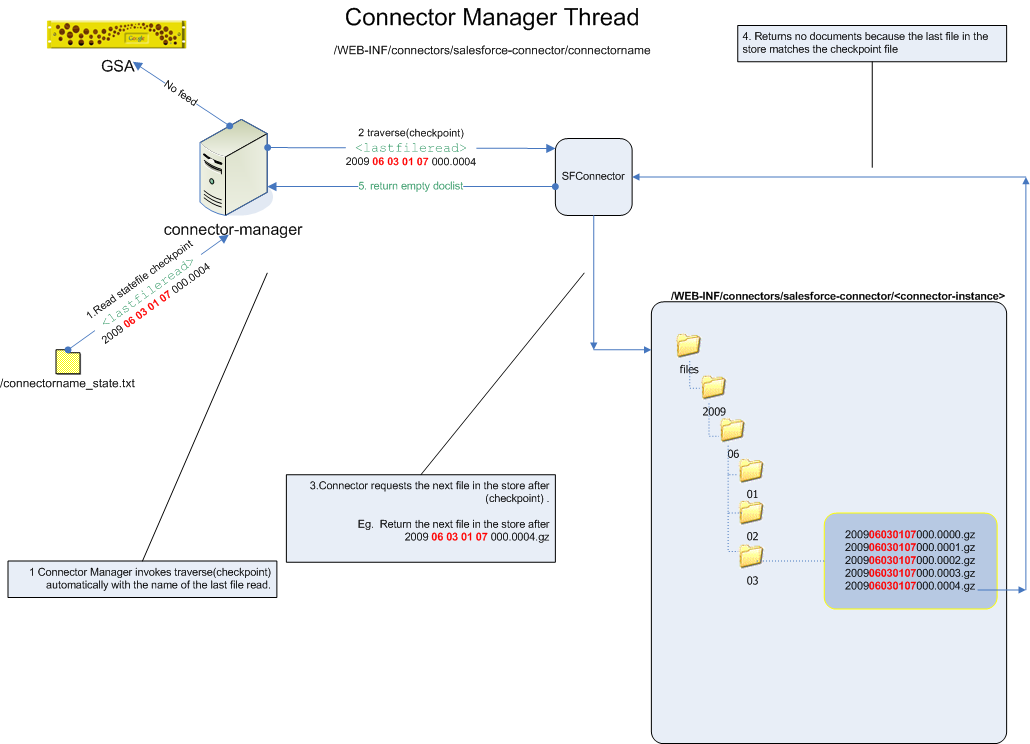 Connector Manager Thread
/WEB-INF/connectors/salesforce-connector/connectorname
Google
GSA
No feed
4. Returns no documents because the last file in the
store matches the checkpoint file
2 traverse(checkpoint)
<lastfileread>
2009 06 03 01 07 000.0004
5. return empty doclist
SFConnector
connector-manager
1.Read statefile checkpoint
<lastfileread>
2009 06 03 01 07 000.0004
/connectorname_state.txt
/WEB-INF/connectors/salesforce-connector/<connector-instance>
files
2009
06
01
02
03
200906030107000.0000.gz
200906030107000.0001.gz
200906030107000.0002.gz
200906030107000.0003.gz
200906030107000.0004.gz
3.Connector requests the next file in the store after
(checkpoint) .
Eg. Return the next file in the store after
2009 06 03 01 07 000.0004.gz
1 Connector Manager invokes traverse(checkpoint)
automatically with the name of the last file read.